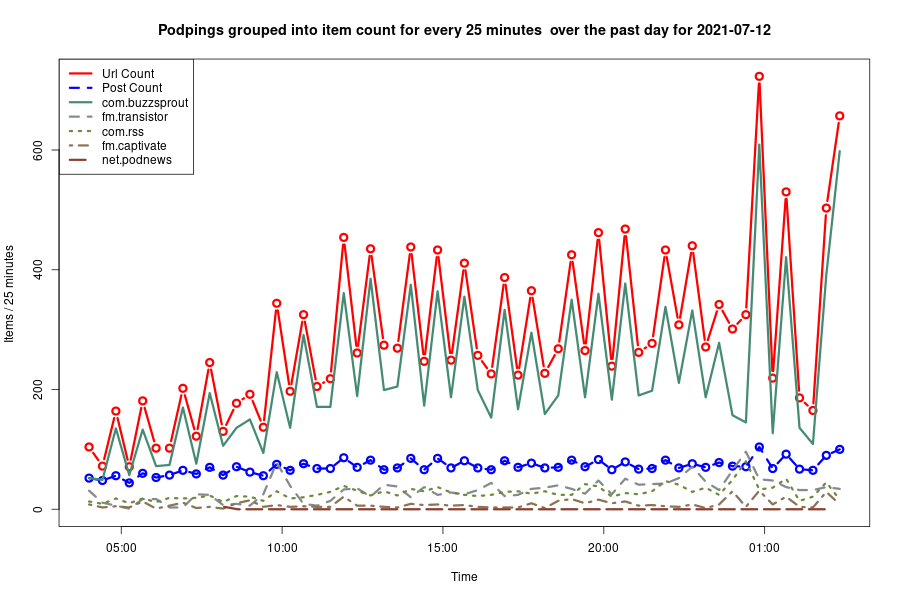 Podpings grouped into item count for every 25 minutes  over the past day for 2021-07-12
Url Count
Post Count
com.buzzsprout
fm.transistor
com.rss
fm.captivate
net.podnews
Items / 25 minutes
600
400
200
0
05:00 10:00 15:00 20:00 01:00
Time